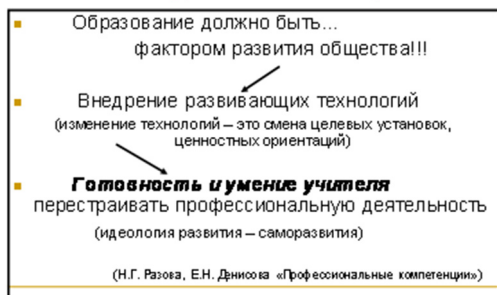 Образование должно быть...
фактором развития общества!!!
Внедрение развивающих технологий
(изменение технологий – это смена целевых установок,
ценностных ориентаций)
Готовность и умение учителя
перестраивать профессиональную деятельность
(идеология развития – саморазвития)
(Н.Г. Разова, Е.Н. Денисова «Профессиональные компетенции»)